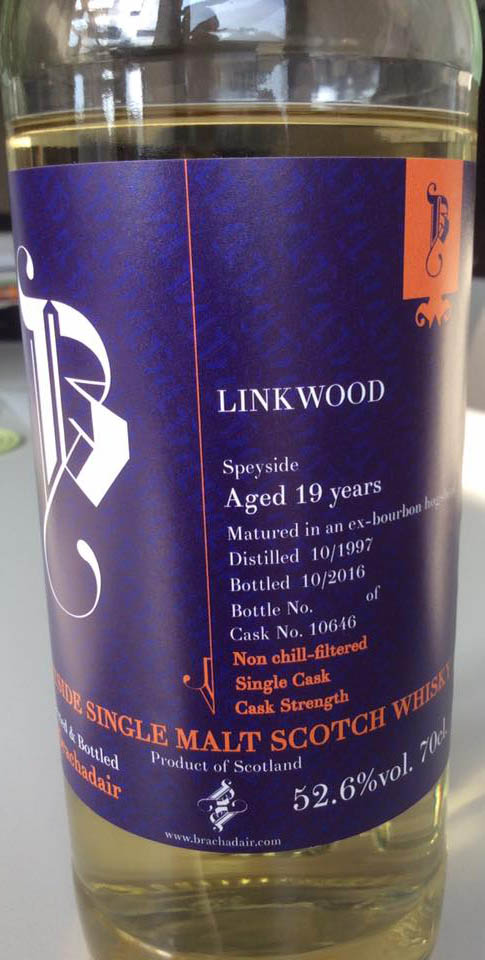 B
B
LINKWOOD
Speyside
Aged 19 years
Matured in an ex-bourbon
Distilled 10/1997
Bottled 10/2016
Bottle No. of
Cask No. 10646
Non chill-filtered
Single Cask
Cask Strength
SIDE SINGLE MALT SCOTCH WHISKY
& Bottled
Brachadair
Product of Scotland
52.6%vol. 70cl.
www.brachadair.com